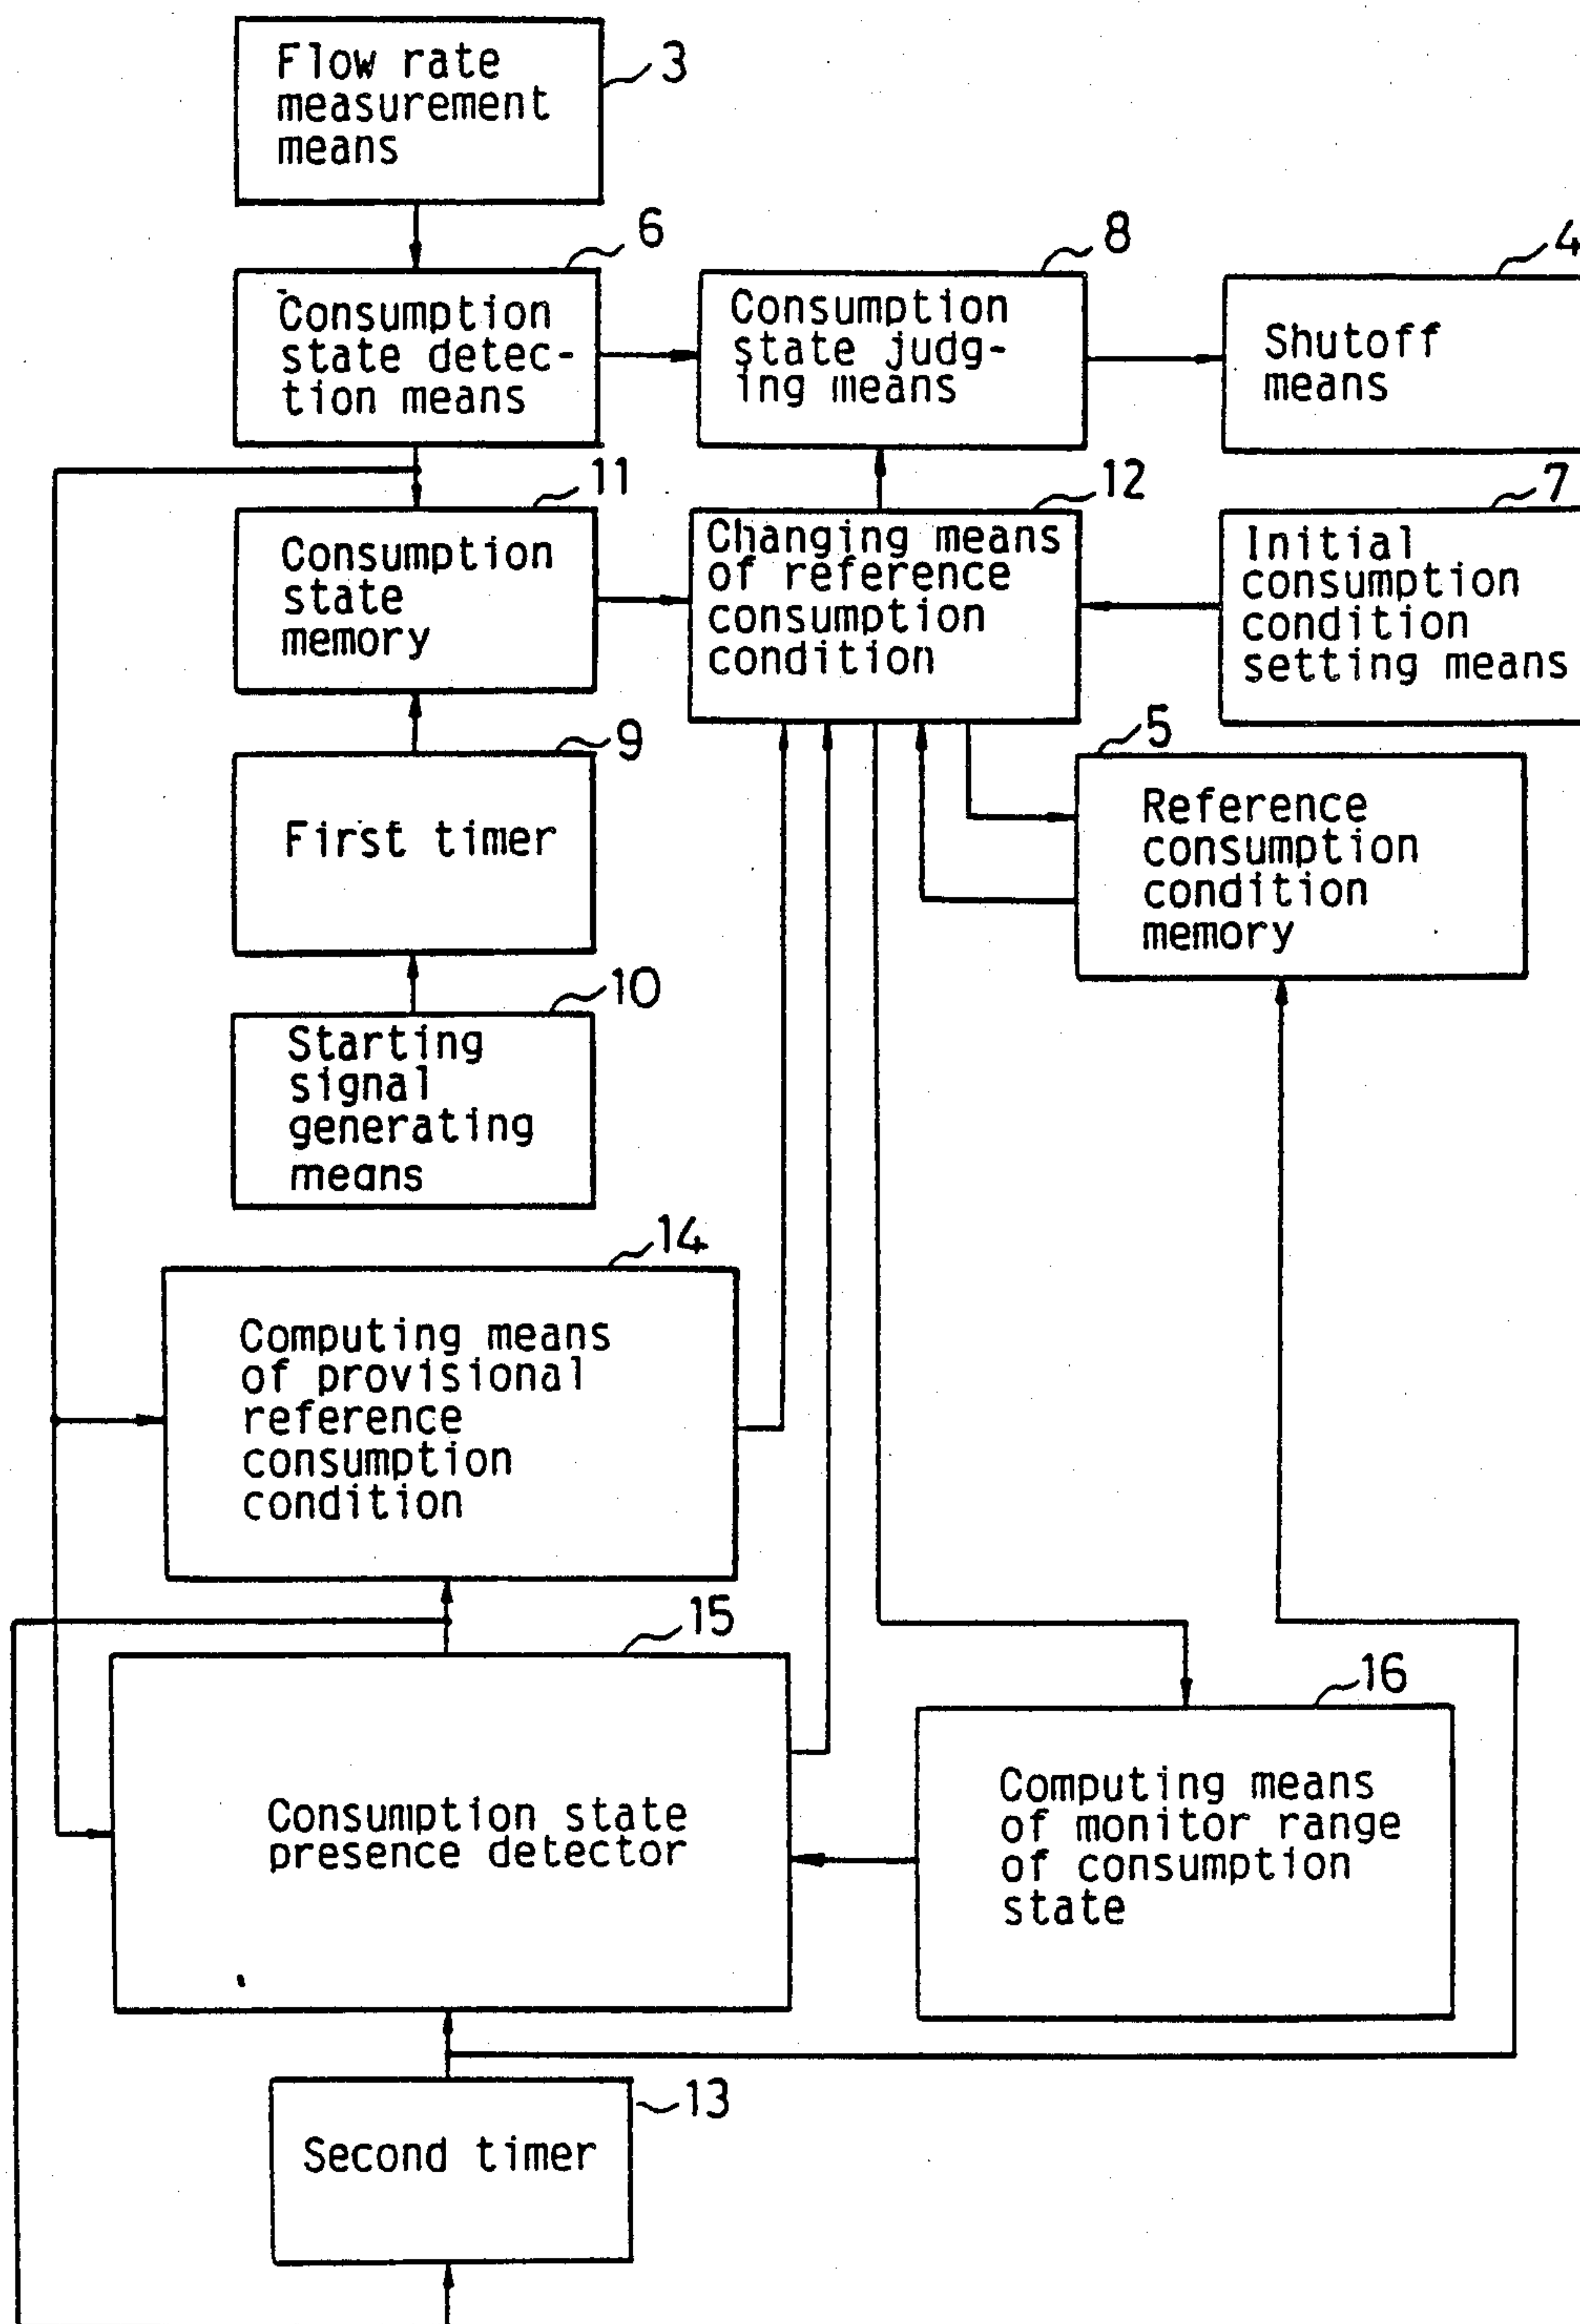 Flow rate
measurement
means
3
6
Consumption
state detec-
tion means
8
Consumption
state judg-
ing means
4
Shutoff
means
11
Consumption
state
memory
12
Changing means
of reference
consumption
condition
7
Initial
consumption
condition
setting means
9
First timer
5
Reference
consumption
condition
memory
10
Starting
signal
generating
means
14
Computing means
of provisional
reference
consumption
condition
15
Consumption state
presence detector
16
Computing means
of monitor range
of consumption
state
13
Second timer